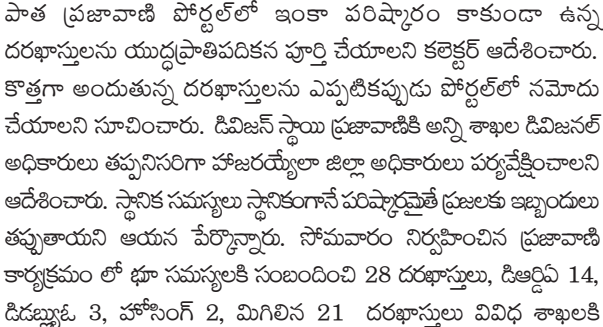 పాత ప్రజావాణి పోర్టల్‌లో ఇంకా పరిష్కారం కాకుండా ఉన్న
దరఖాస్తులను యుద్ధప్రాతిపదికన పూర్తి చేయాలని కలెక్టర్ ఆదేశించారు.
కొత్తగా అందుతున్న దరఖాస్తులను ఎప్పటికప్పుడు పోర్టల్‌లో నమోదు
చేయాలని సూచించారు. డివిజన్ స్థాయి ప్రజావాణికి అన్ని శాఖల డివిజనల్
అధికారులు తప్పనిసరిగా హాజరయ్యేలా జిల్లా అధికారులు పర్యవేక్షించాలని
ఆదేశించారు. స్థానిక సమస్యలు స్థానికంగానే పరిష్కారమైతే ప్రజలకు ఇబ్బందులు
తప్పుతాయని ఆయన పేర్కొన్నారు. సోమవారం నిర్వహించిన ప్రజావాణి
కార్యక్రమం లో భూ సమస్యలకి సంబందించి 28 దరఖాస్తులు, డిఆర్డిఏ 14,
డిడబ్ల్యుఓ 3, హోసింగ్ 2, మిగిలిన 21 దరఖాస్తులు వివిధ శాఖలకి